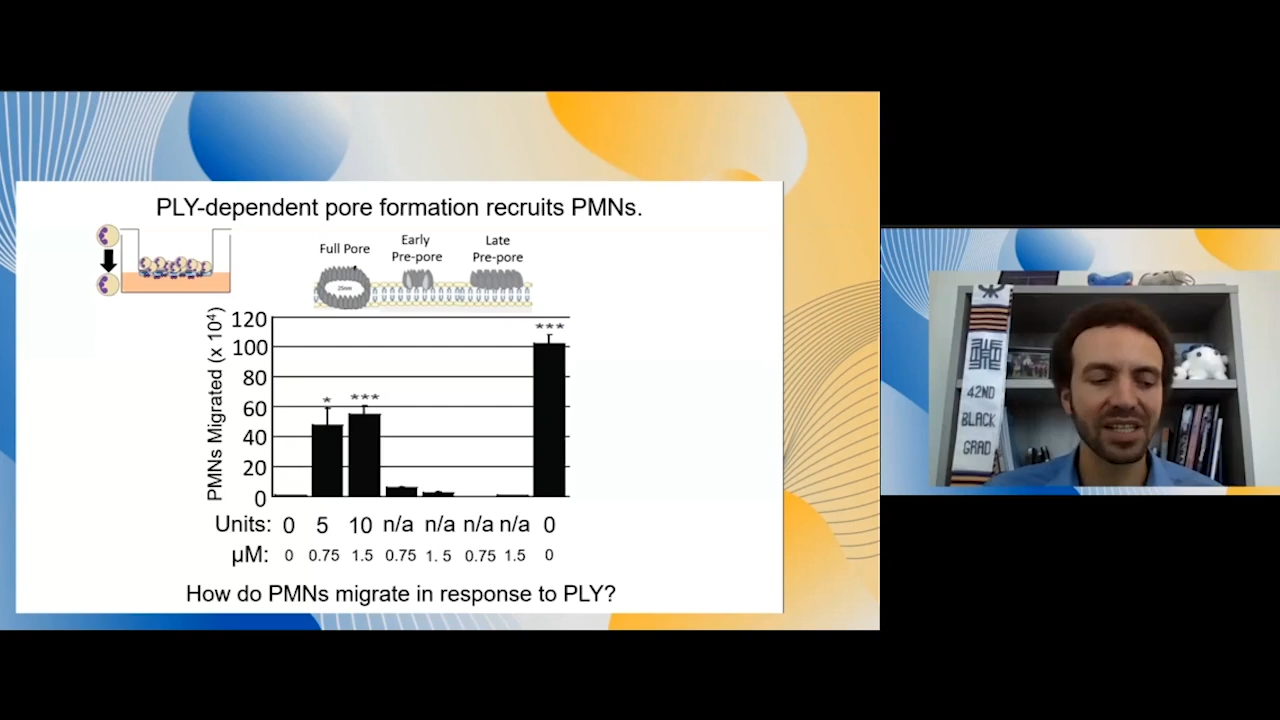 PLY-dependent pore formation recruits PMNs.
Full Pore
Early
Pre-pore
Late
Pre-pore
25nm
PMNs Migrated (x 10⁴)
120
100
80
60
40
20
0
*
***
***
Units: 0 5 10 n/a n/a n/a n/a 0
µM: 0 0.75 1.5 0.75 1. 5 0.75 1.5 0
How do PMNs migrate in response to PLY?
42ND
BLACK
GRAD